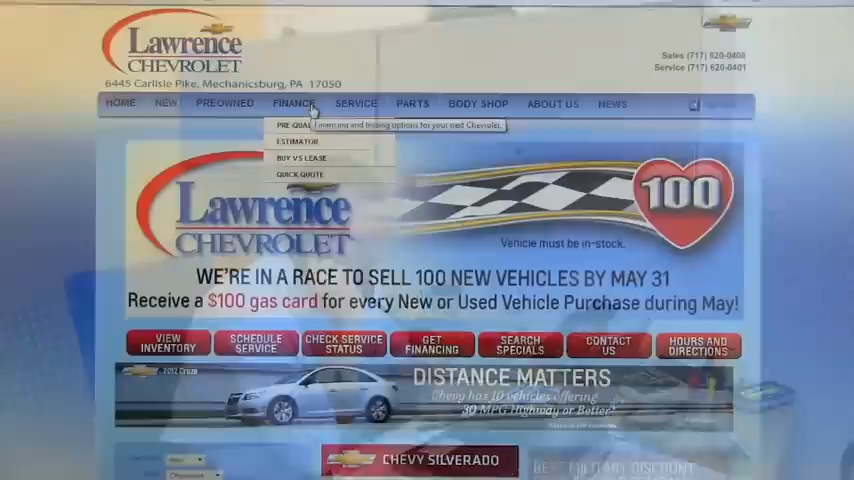 Lawrence
CHEVROLET
6445 Carlisle Pike, Mechanicsburg, PA 17050
Sales (717) 620-0406
Service (717) 620-0401
HOME NEW PREOWNED FINANCE SERVICE PARTS BODY SHOP ABOUT US NEWS
Financing and lending options for your next Chevrolet.
PRE-QUAL
ESTIMATOR
BUY VS LEASE
QUICK QUOTE
Lawrence
CHEVROLET
100
Vehicle must be in-stock.
WE'RE IN A RACE TO SELL 100 NEW VEHICLES BY MAY 31
Receive a $100 gas card for every New or Used Vehicle Purchase during May!
VIEW INVENTORY
SCHEDULE SERVICE
CHECK SERVICE STATUS
GET FINANCING
SEARCH SPECIALS
CONTACT US
HOURS AND DIRECTIONS
2012 Cruze
DISTANCE MATTERS
Chevy has 10 vehicles offering
30 MPG Highway or Better
CHEVY SILVERADO
BEST MILITARY DISCOUNT